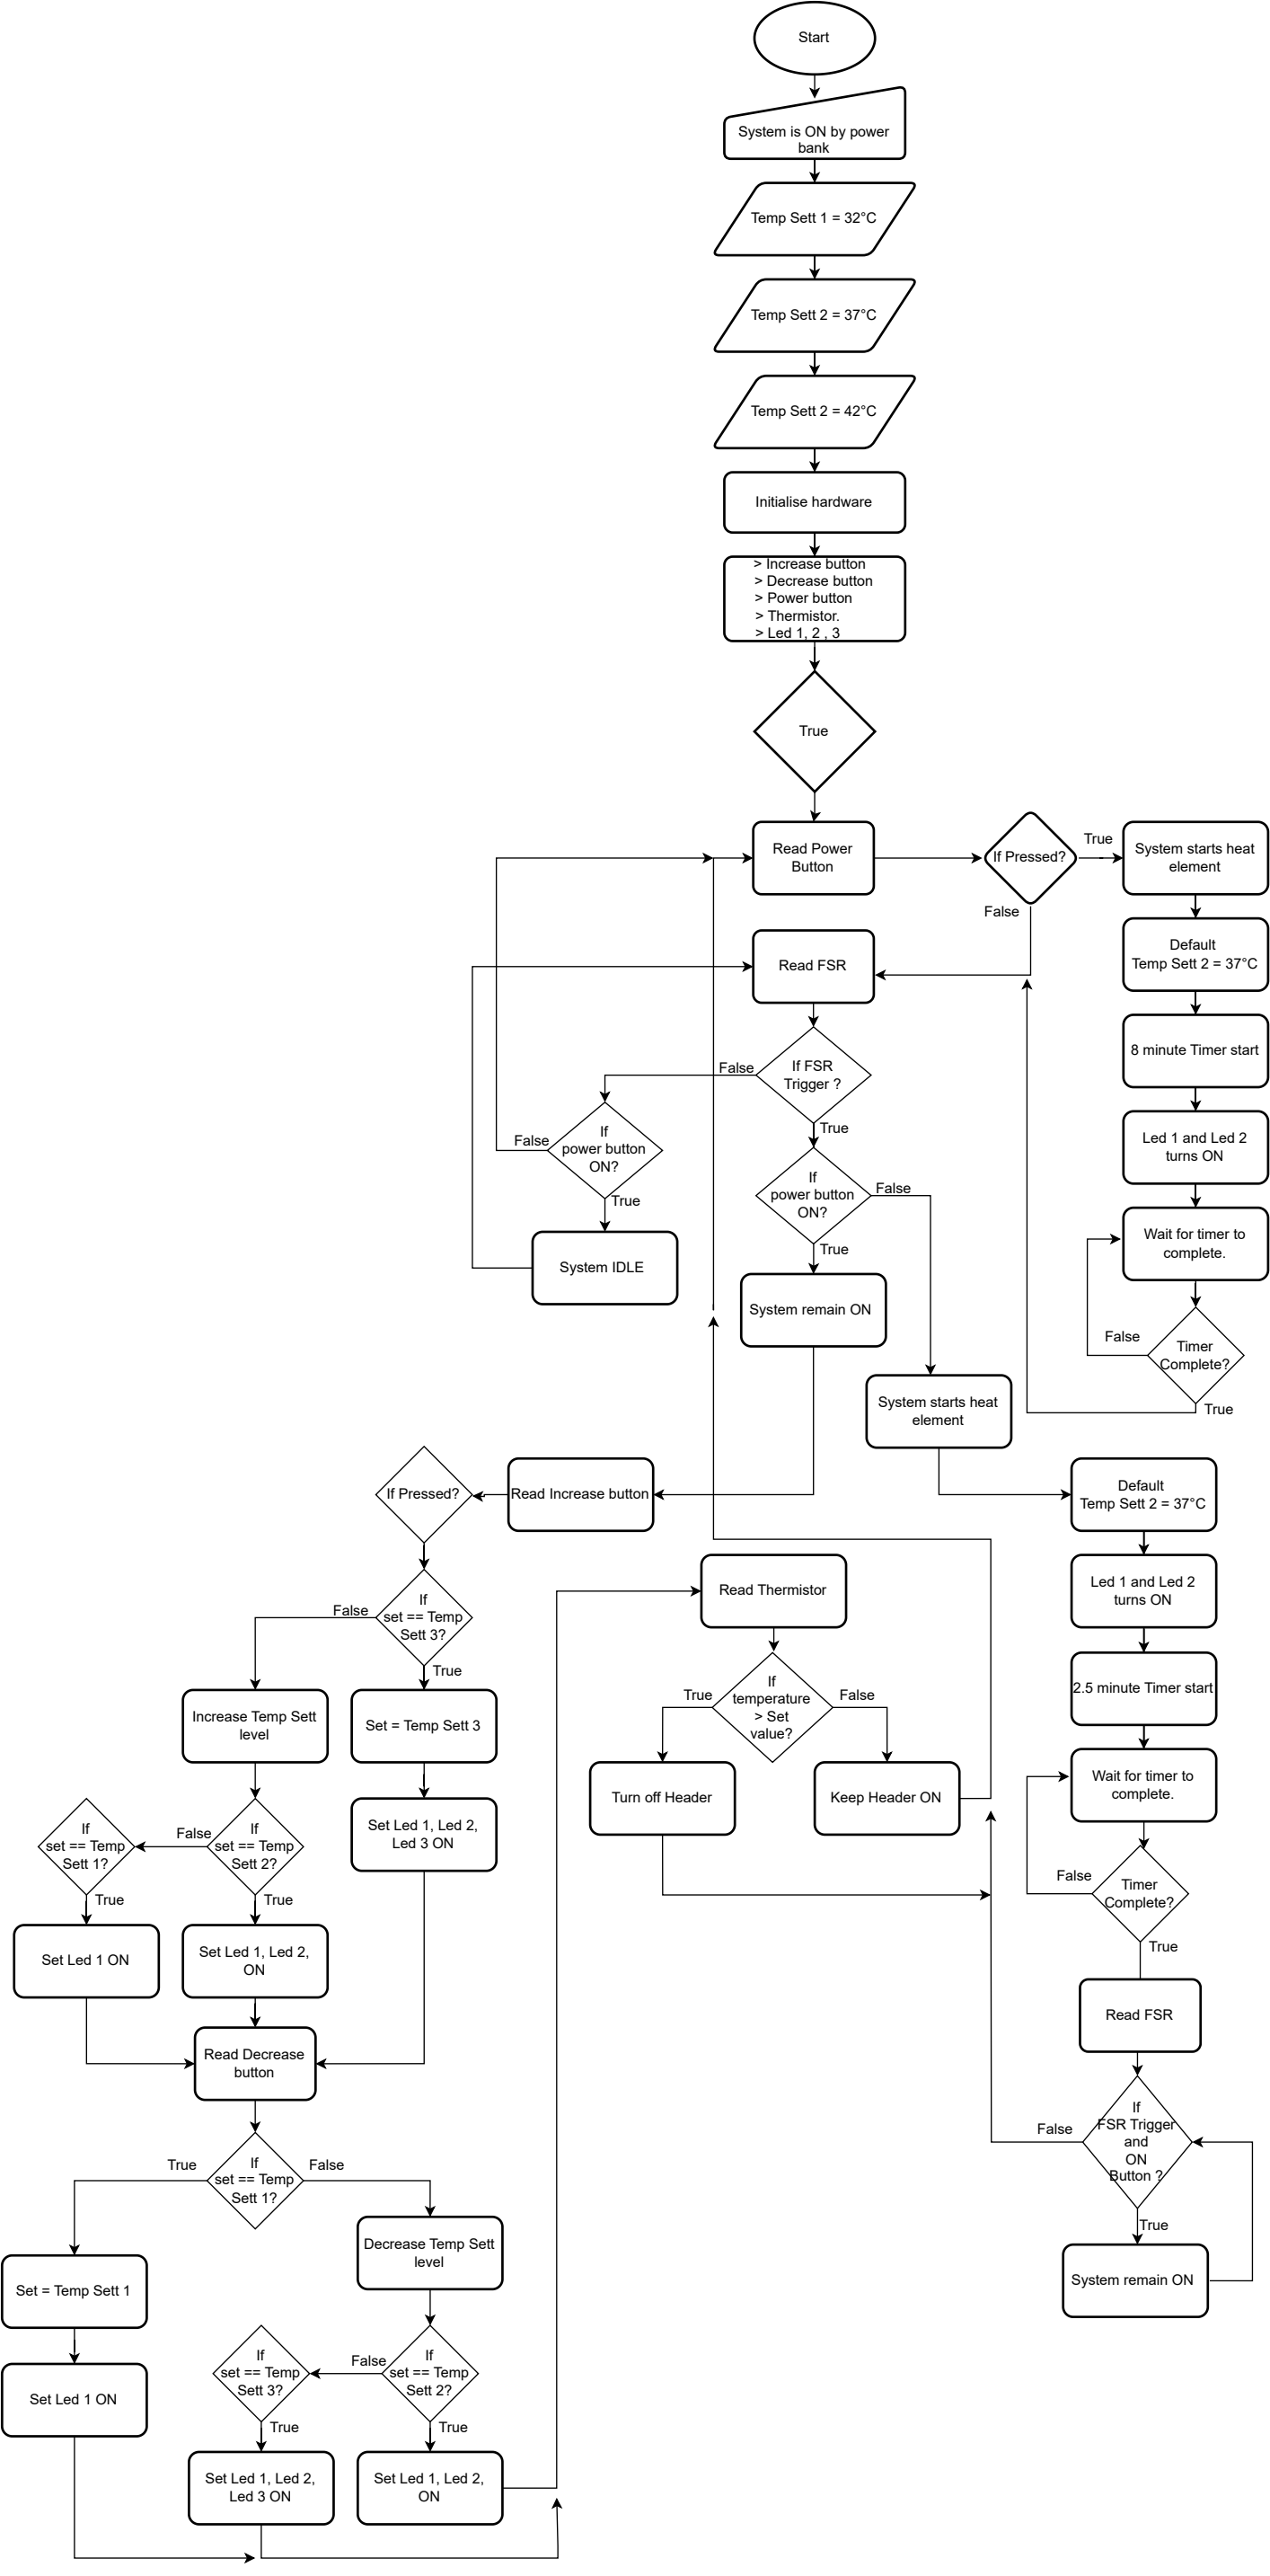 Start
System is ON by power
bank
Temp Sett 1 = 32°C
Temp Sett 2 = 37°C
Temp Sett 2 = 42°C
Initialise hardware
> Increase button
> Decrease button
> Power button
> Thermistor.
> Led 1, 2 , 3
True
Read Power
Button
If Pressed?
True
False
System starts heat
element
Default
Temp Sett 2 = 37°C
8 minute Timer start
Led 1 and Led 2
turns ON
Wait for timer to
complete.
False
Timer
Complete?
True
Read FSR
If FSR
Trigger ?
False
True
If
power button
ON?
False
True
System IDLE
If
power button
ON?
False
True
System remain ON
System starts heat
element
Default
Temp Sett 2 = 37°C
Led 1 and Led 2
turns ON
2.5 minute Timer start
Wait for timer to
complete.
False
Timer
Complete?
True
Read FSR
If
FSR Trigger
and
ON
Button ?
False
True
System remain ON
Read Increase button
If Pressed?
If
set == Temp
Sett 3?
False
True
Increase Temp Sett
level
Set = Temp Sett 3
Set Led 1, Led 2,
Led 3 ON
If
set == Temp
Sett 2?
False
If
set == Temp
Sett 1?
True
True
Set Led 1 ON
Set Led 1, Led 2,
ON
Read Decrease
button
If
set == Temp
Sett 1?
True
False
Set = Temp Sett 1
Set Led 1 ON
Decrease Temp Sett
level
If
set == Temp
Sett 2?
False
If
set == Temp
Sett 3?
True
True
Set Led 1, Led 2,
Led 3 ON
Set Led 1, Led 2,
ON
Read Thermistor
If
temperature
> Set
value?
True
False
Turn off Header
Keep Header ON